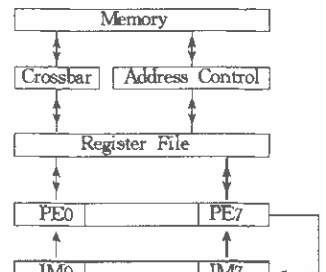 Memory
Crossbar Address Control
Register File
PE0 PE7
IM0 IM7